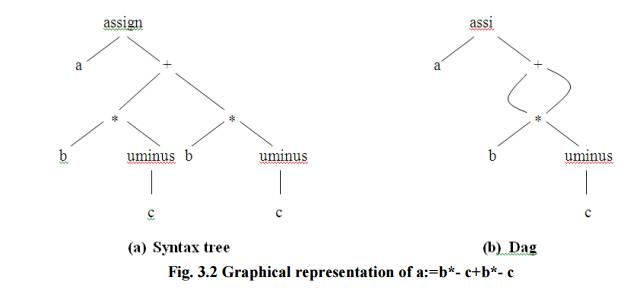 assign assi
a + a +
* * *
b uminus b uminus b uminus
c c c
(a) Syntax tree (b) Dag
Fig. 3.2 Graphical representation of a:=b*- c+b*- c